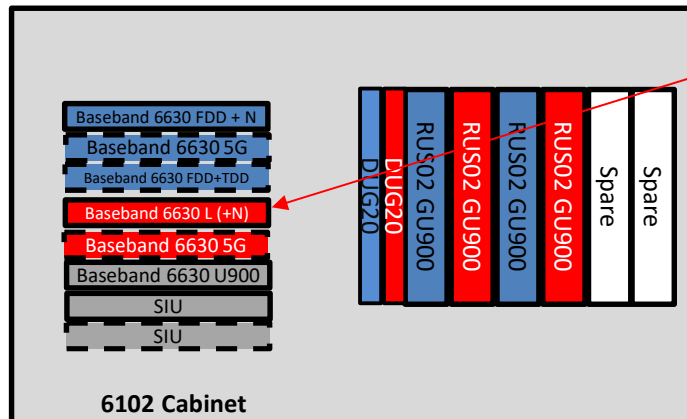 Baseband 6630 FDD + N
Baseband 6630 5G
Baseband 6630 FDD+TDD
Baseband 6630 L (+N)
Baseband 6630 5G
Baseband 6630 U900
SIU
SIU
DUG20
DUG20
RUS02 GU900
RUS02 GU900
RUS02 GU900
RUS02 GU900
Spare
Spare
6102 Cabinet